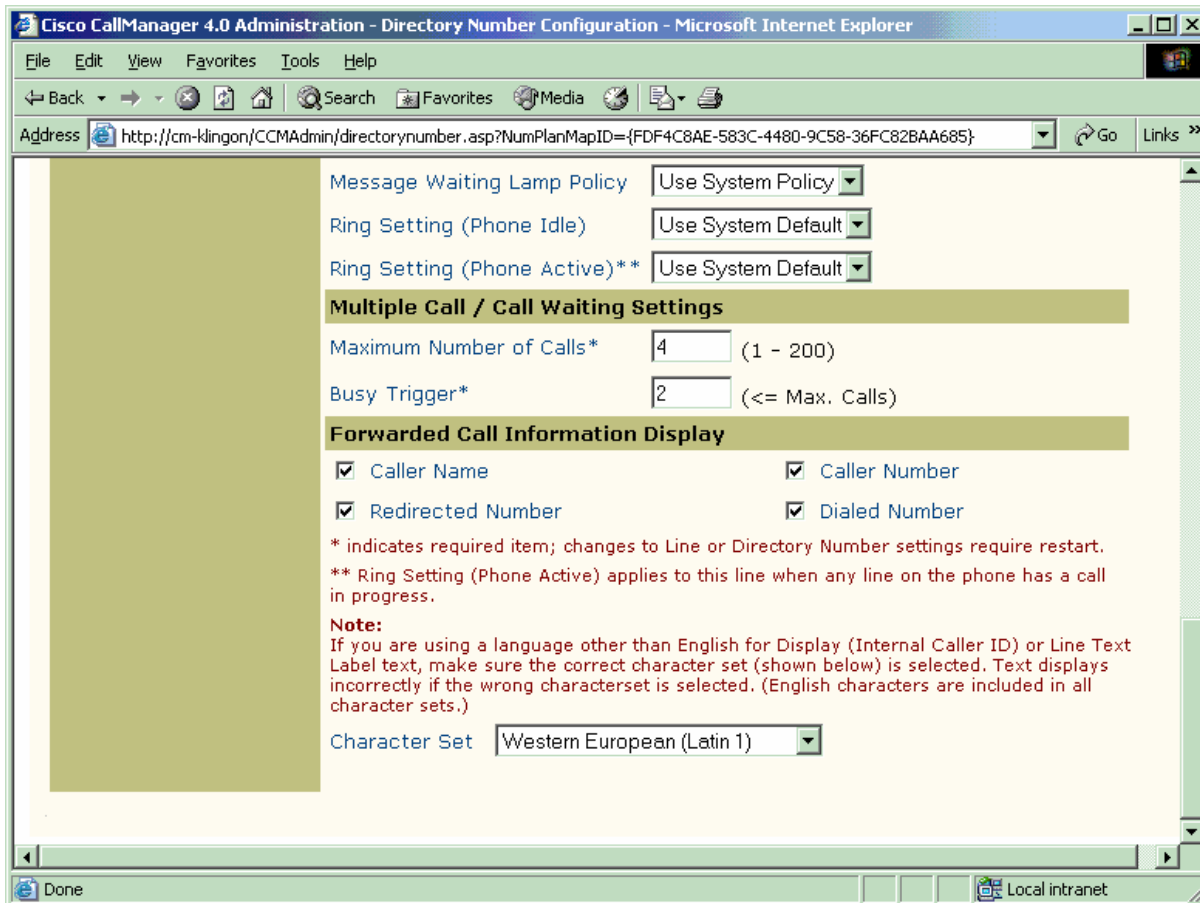 Cisco CallManager 4.0 Administration - Directory Number Configuration - Microsoft Internet Explorer
File Edit View Favorites Tools Help
Back Search Favorites Media
Address http://cm-klingon/CCMAdmin/directorynumber.asp?NumPlanMapID={FDF4C8AE-583C-4480-9C58-36FC82BAA685} Go Links »
Message Waiting Lamp Policy Use System Policy
Ring Setting (Phone Idle) Use System Default
Ring Setting (Phone Active)** Use System Default
Multiple Call / Call Waiting Settings
Maximum Number of Calls* 4 (1 - 200)
Busy Trigger* 2 (<= Max. Calls)
Forwarded Call Information Display
Caller Name Caller Number
Redirected Number Dialed Number
* indicates required item; changes to Line or Directory Number settings require restart.
** Ring Setting (Phone Active) applies to this line when any line on the phone has a call
in progress.
Note:
If you are using a language other than English for Display (Internal Caller ID) or Line Text
Label text, make sure the correct character set (shown below) is selected. Text displays
incorrectly if the wrong characterset is selected. (English characters are included in all
character sets.)
Character Set Western European (Latin 1)
Done Local intranet